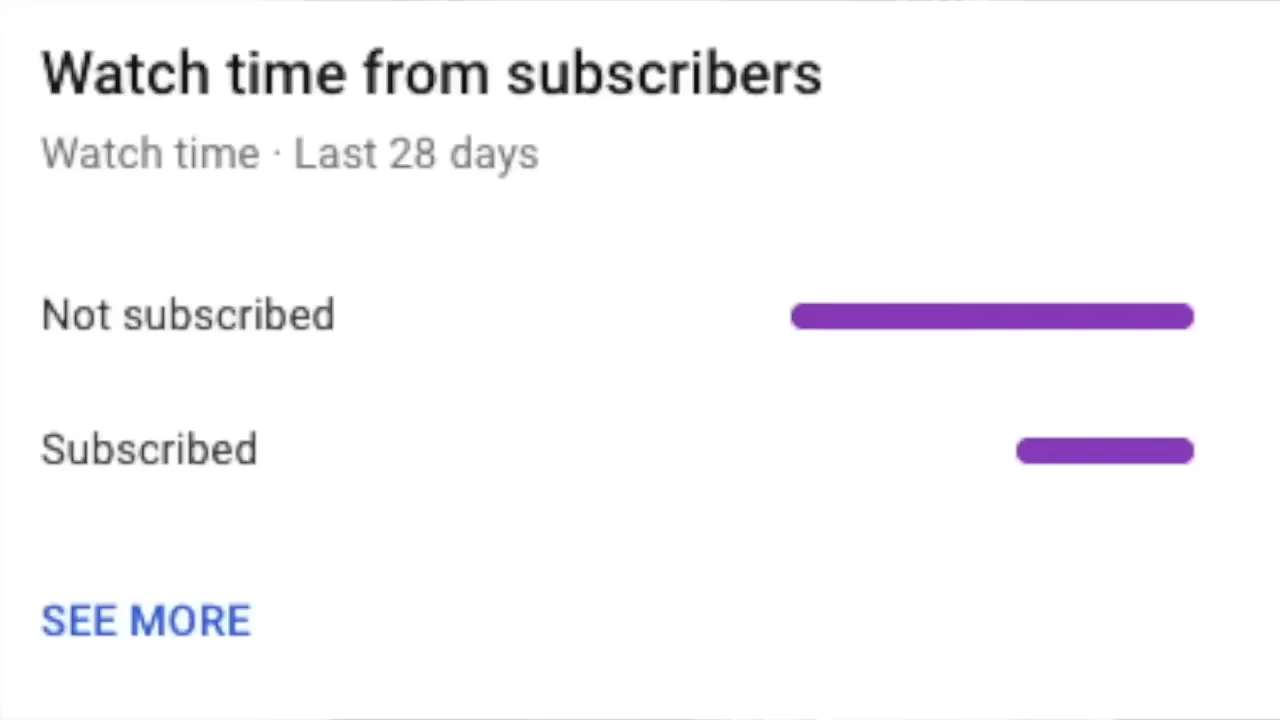 Watch time from subscribers
Watch time · Last 28 days
Not subscribed
Subscribed
SEE MORE